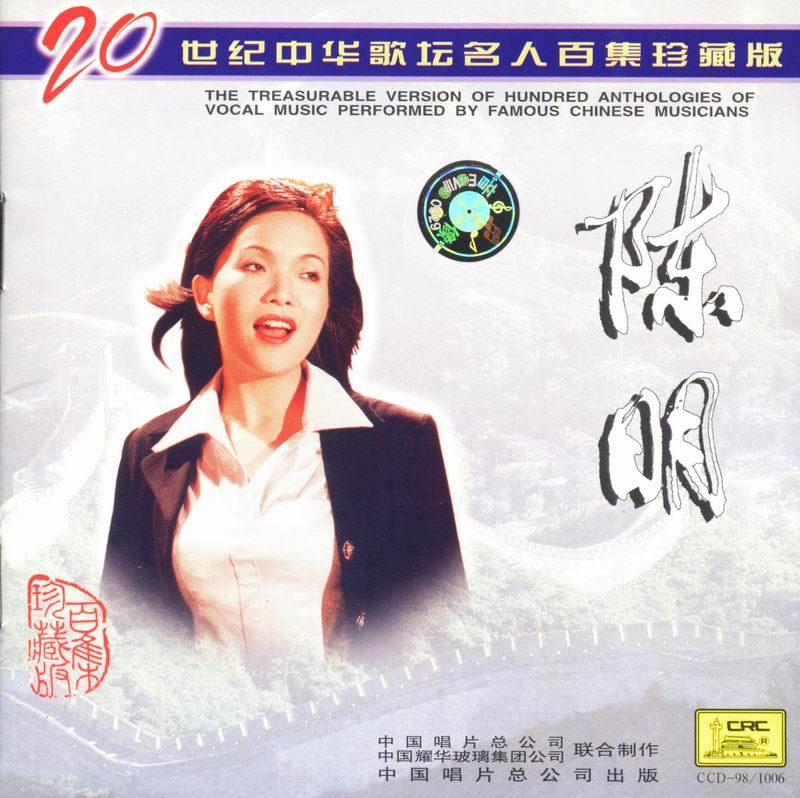 20世纪中华歌坛名人百集珍藏版
THE TREASURABLE VERSION OF HUNDRED ANTHOLOGIES OF
VOCAL MUSIC PERFORMED BY FAMOUS CHINESE MUSICIANS
陈明
百集
珍藏版
中国唱片总公司
中国耀华玻璃集团公司
联合制作
中国唱片总公司出版
CRC
®
CCD-98/1006